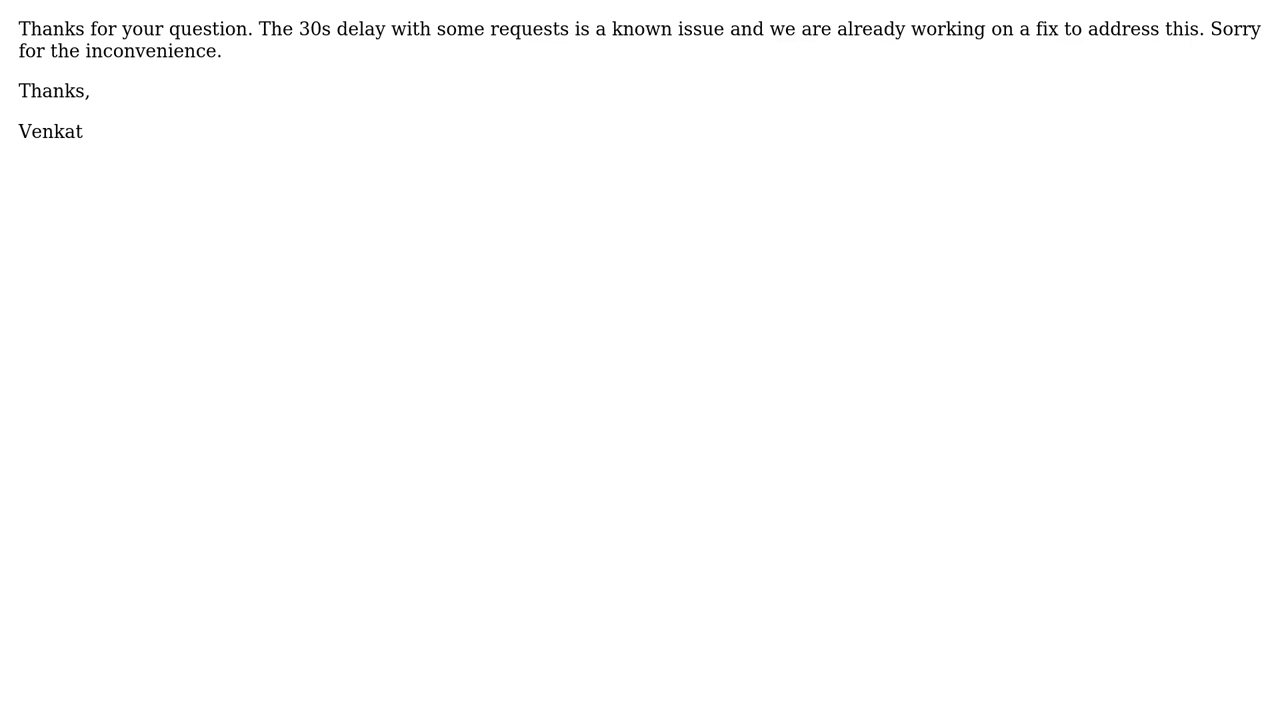 Thanks for your question. The 30s delay with some requests is a known issue and we are already working on a fix to address this. Sorry
for the inconvenience.
Thanks,
Venkat